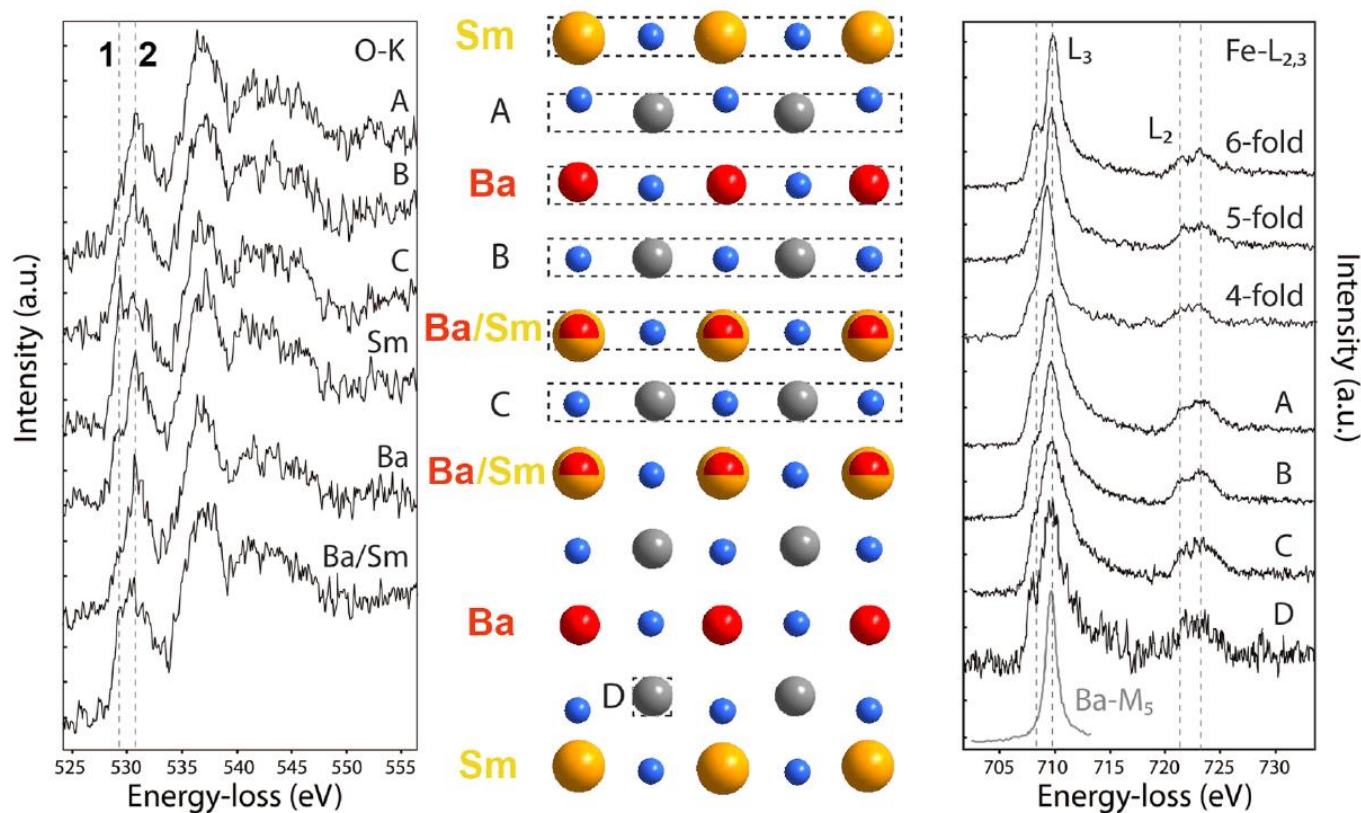 1 2
O-K
A
B
C
Sm
Ba
Ba/Sm
Intensity (a.u.)
525 530 535 540 545 550 555
Energy-loss (eV)
Sm
A
Ba
B
Ba/Sm
C
Ba/Sm
Ba
D
Sm
L3
Fe-L2,3
L2
6-fold
5-fold
4-fold
A
B
C
D
Ba-M5
Intensity (a.u.)
705 710 715 720 725 730
Energy-loss (eV)